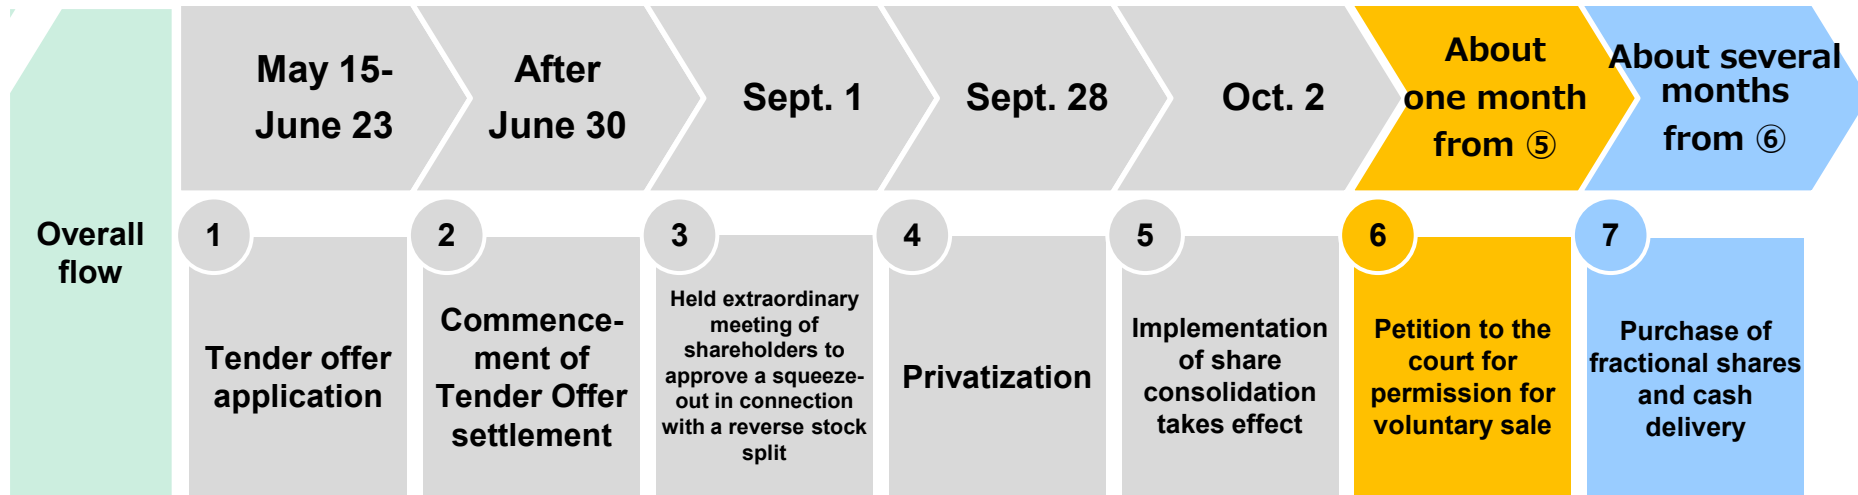 Overall
flow
May 15-
June 23
After
June 30
Sept. 1
Sept. 28
Oct. 2
About
one month
from ⑤
About several
months
from ⑥
1
Tender offer
application
2
Commence-
ment of
Tender Offer
settlement
3
Held extraordinary
meeting of
shareholders to
approve a squeeze-
out in connection
with a reverse stock
split
4
Privatization
5
Implementation
of share
consolidation
takes effect
6
Petition to the
court for
permission for
voluntary sale
7
Purchase of
fractional shares
and cash
delivery